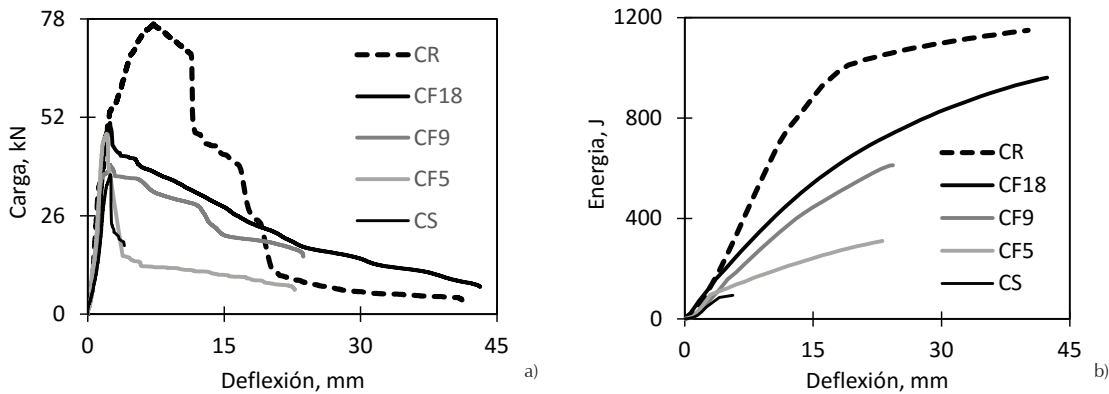 78
52
26
0
Carga, kN
CR
CF18
CF9
CF5
CS
0 15 30 45
Deflexión, mm
a)
1200
800
400
0
Energia, J
CR
CF18
CF9
CF5
CS
0 15 30 45
Deflexión, mm
b)